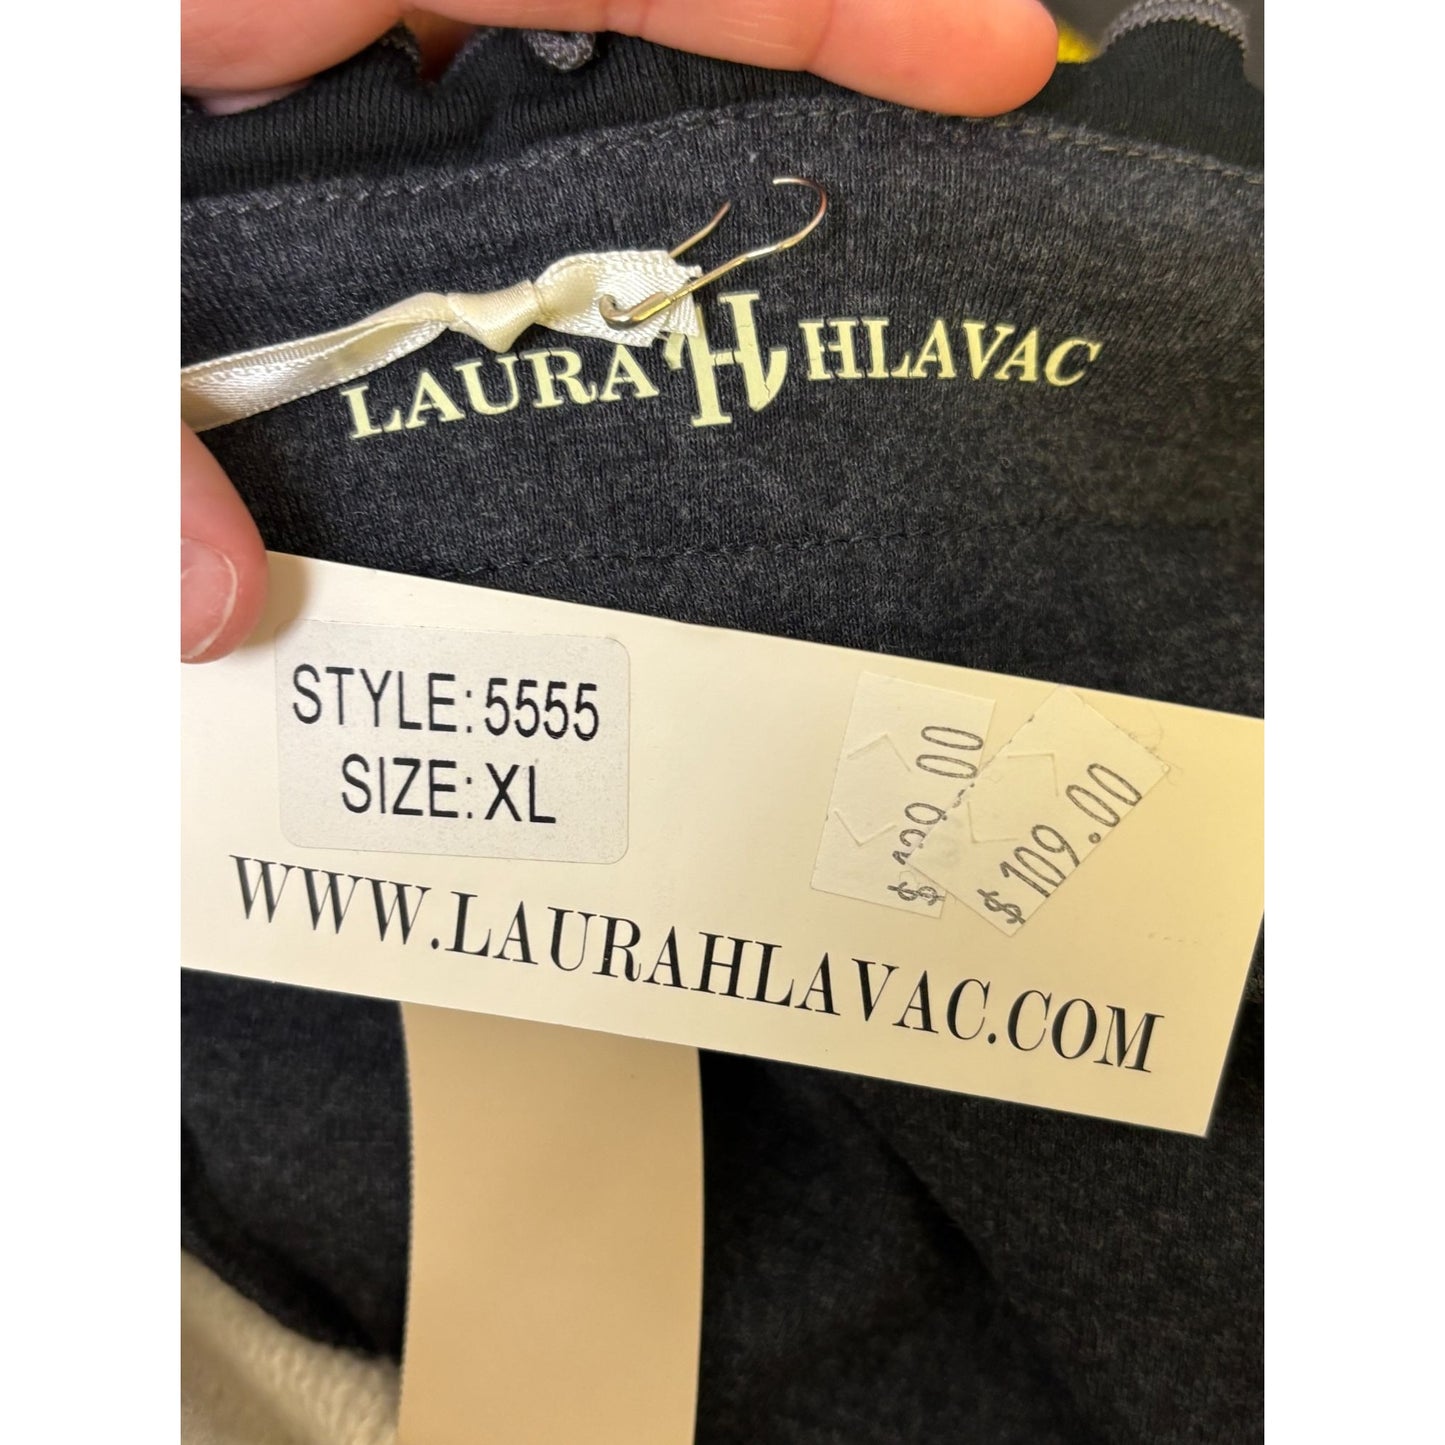 LAURA H HLAVAC
STYLE: 5555
SIZE: XL
$109.00
WWW.LAURAHLAVAC.COM